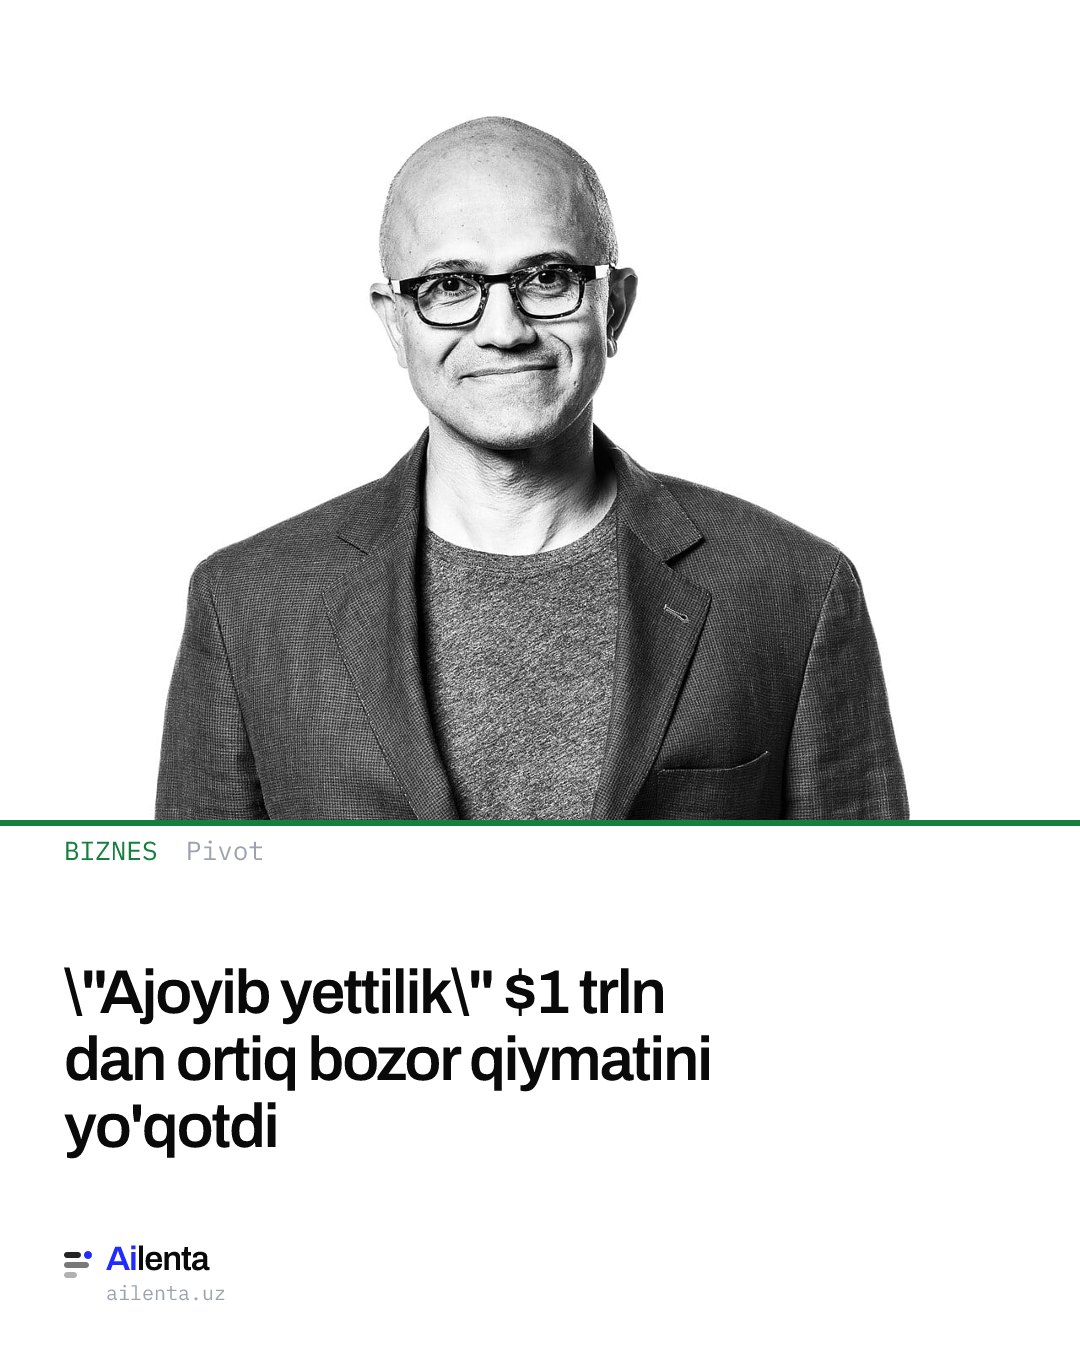 BIZNES Pivot
\"Ajoyib yettilik\" $1 trln
dan ortiq bozor qiymatini
yo'qotdi
Ailenta
ailenta.uz